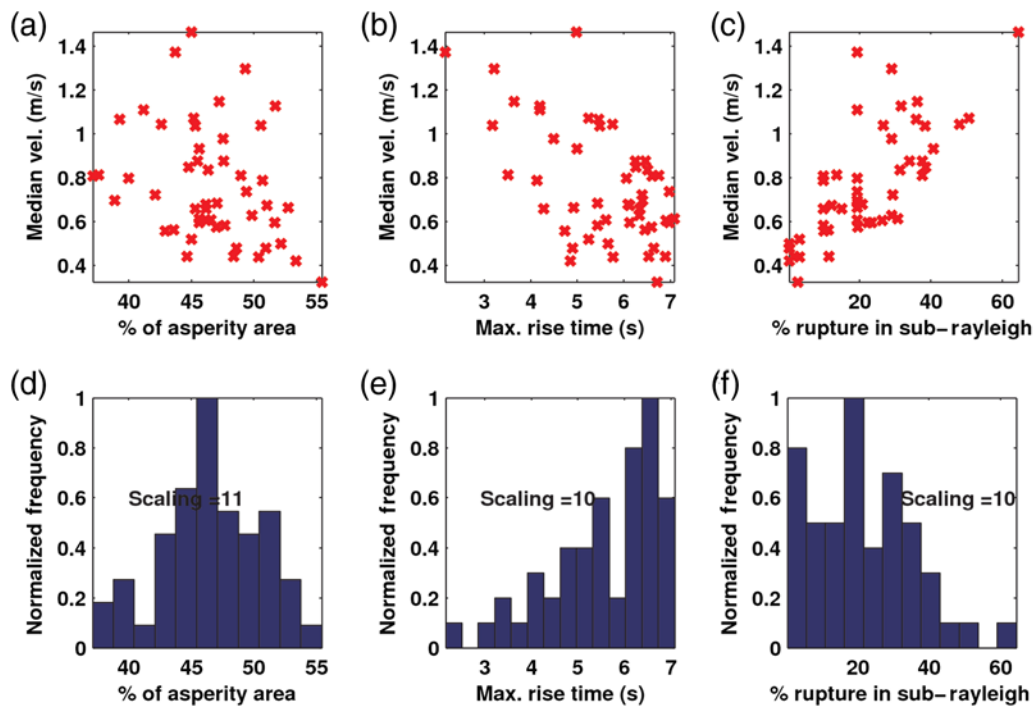 (a)
1.4
1.2
1
0.8
0.6
0.4
Median vel. (m/s)
40 45 50 55
% of asperity area
(b)
1.4
1.2
1
0.8
0.6
0.4
Median vel. (m/s)
3 4 5 6 7
Max. rise time (s)
(c)
1.4
1.2
1
0.8
0.6
0.4
Median vel. (m/s)
20 40 60
% rupture in sub-rayleigh
(d)
1
0.8
0.6
0.4
0.2
0
Normalized frequency
Scaling =11
40 45 50 55
% of asperity area
(e)
1
0.8
0.6
0.4
0.2
0
Normalized frequency
Scaling =10
3 4 5 6 7
Max. rise time (s)
(f)
1
0.8
0.6
0.4
0.2
0
Normalized frequency
Scaling =10
20 40 60
% rupture in sub-rayleigh